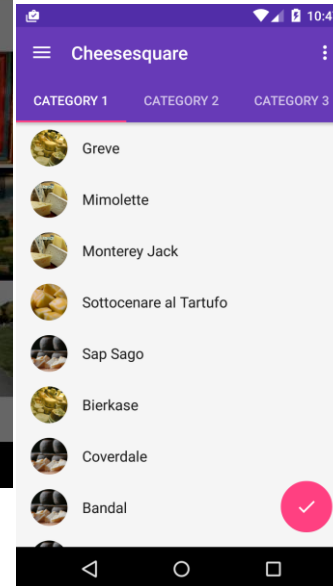 10:4
Cheesesquare
CATEGORY 1 CATEGORY 2 CATEGORY 3
Greve
Mimolette
Monterey Jack
Sottocenare al Tartufo
Sap Sago
Bierkase
Coverdale
Bandal